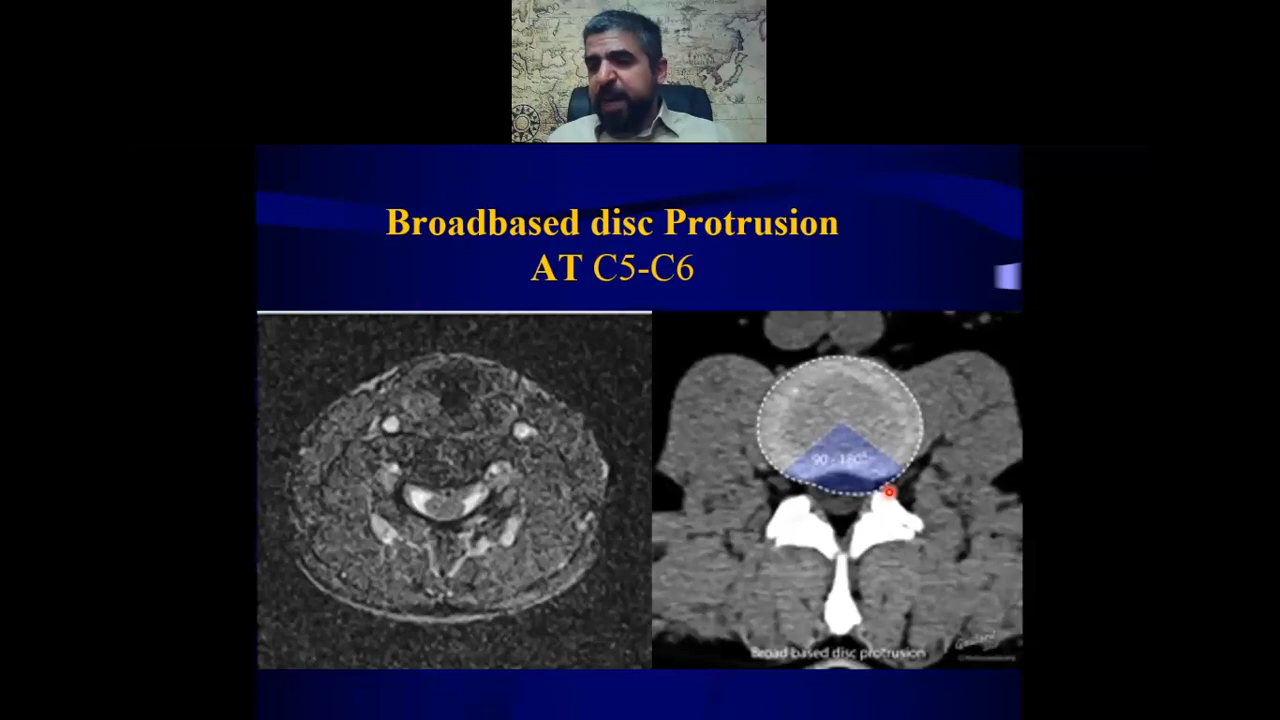 Broadbased disc Protrusion
AT C5-C6
90 - 180°
Broad based disc protrusion